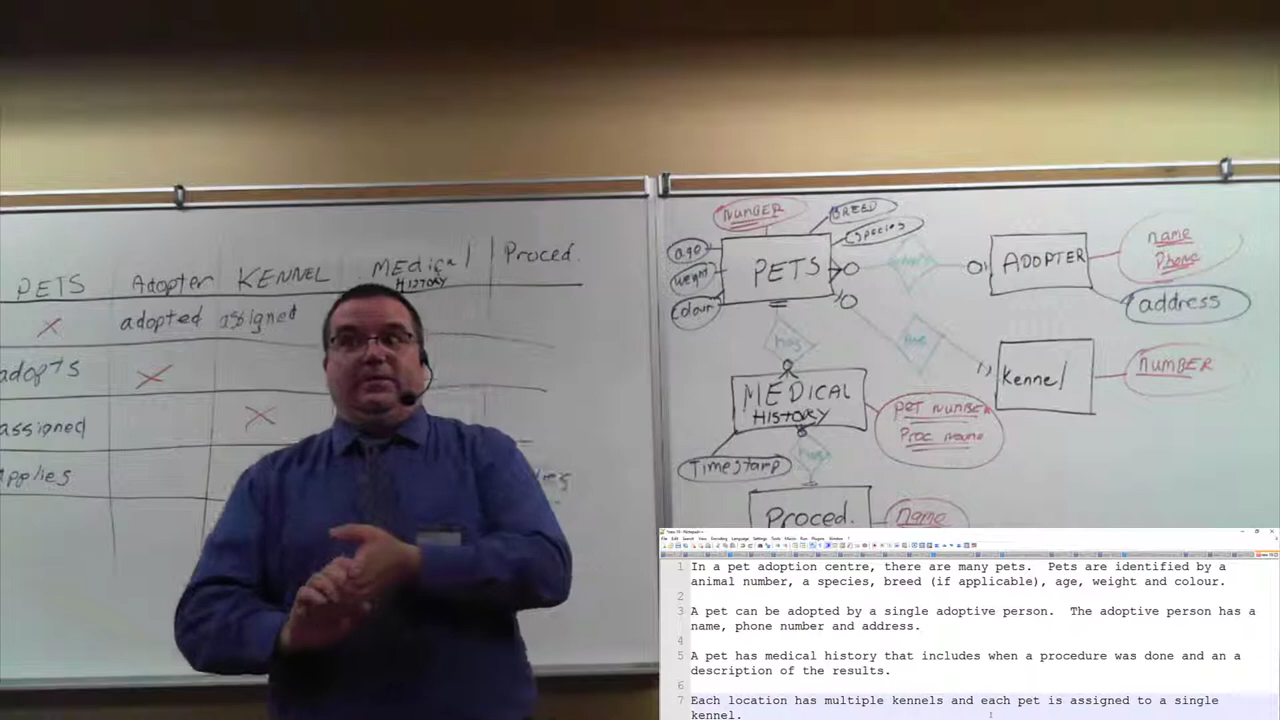 PETS Adopter KENNEL MEDical HISTORY Proced.
adopted assigned
adopts
assigned
Applies
NUMBER
BREED
species
age
weight
colour
PETS
ADOPTER
name
Phone
address
has
Kennel
NUMBER
MEDICAL
HISTORY
PET NUMBER
Proc name
Timestamp
Proced.
name
1 In a pet adoption centre, there are many pets.  Pets are identified by a
animal number, a species, breed (if applicable), age, weight and colour.
2
3 A pet can be adopted by a single adoptive person.  The adoptive person has a
name, phone number and address.
4
5 A pet has medical history that includes when a procedure was done and an a
description of the results.
6
7 Each location has multiple kennels and each pet is assigned to a single
kennel.